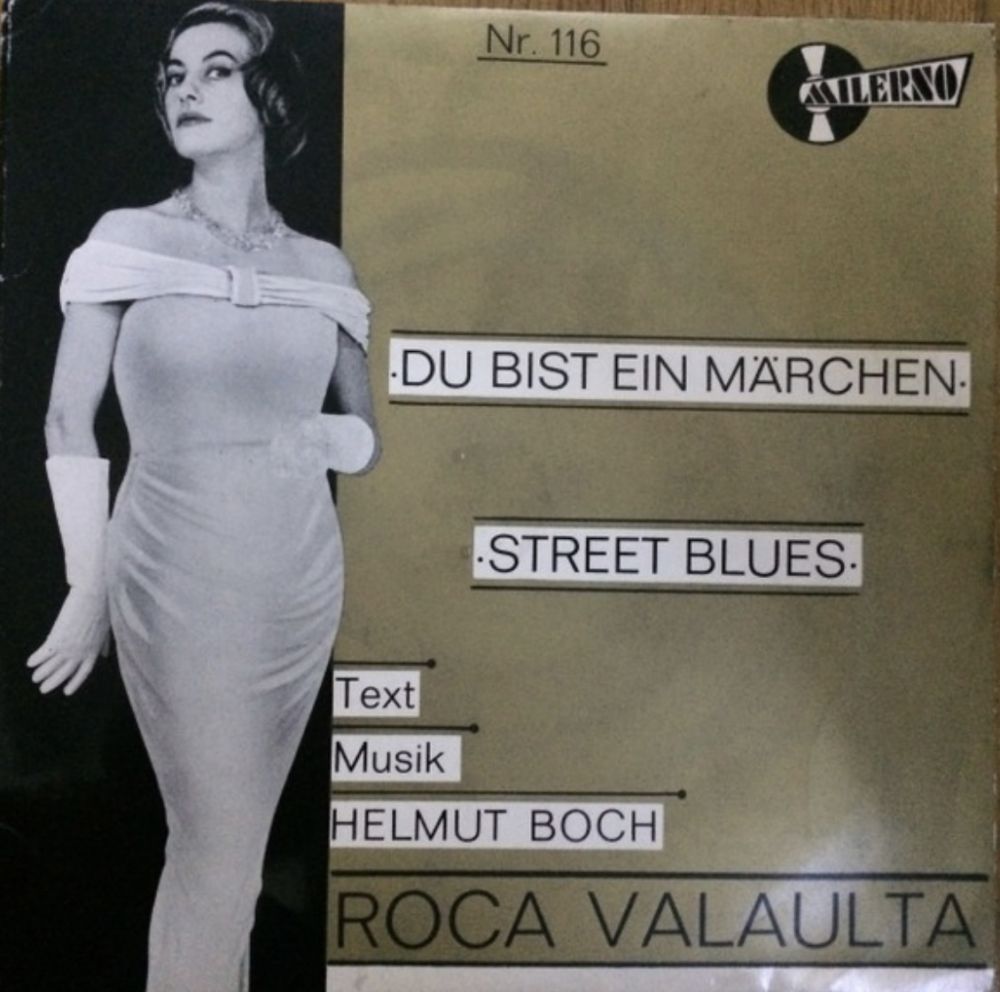 Nr. 116
MILERNO
·DU BIST EIN MÄRCHEN·
·STREET BLUES·
Text
Musik
HELMUT BOCH
ROCA VALAULTA